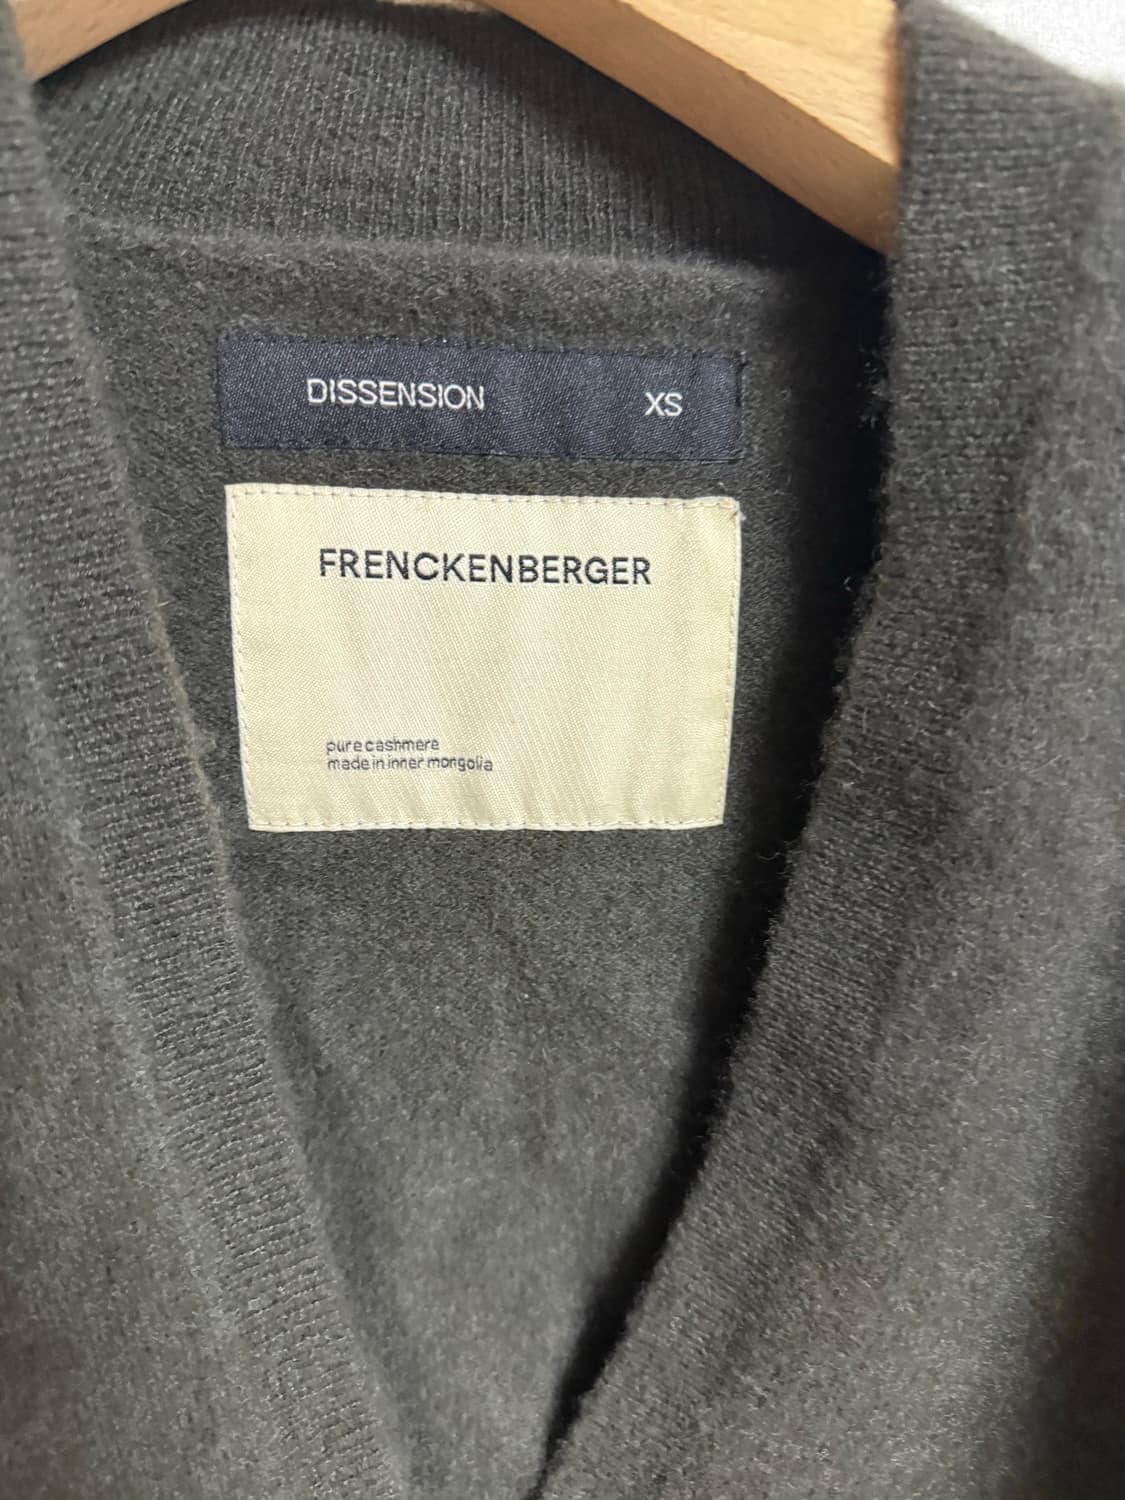 DISSENSION XS
FRENCKENBERGER
pure cashmere
made in inner mongolia